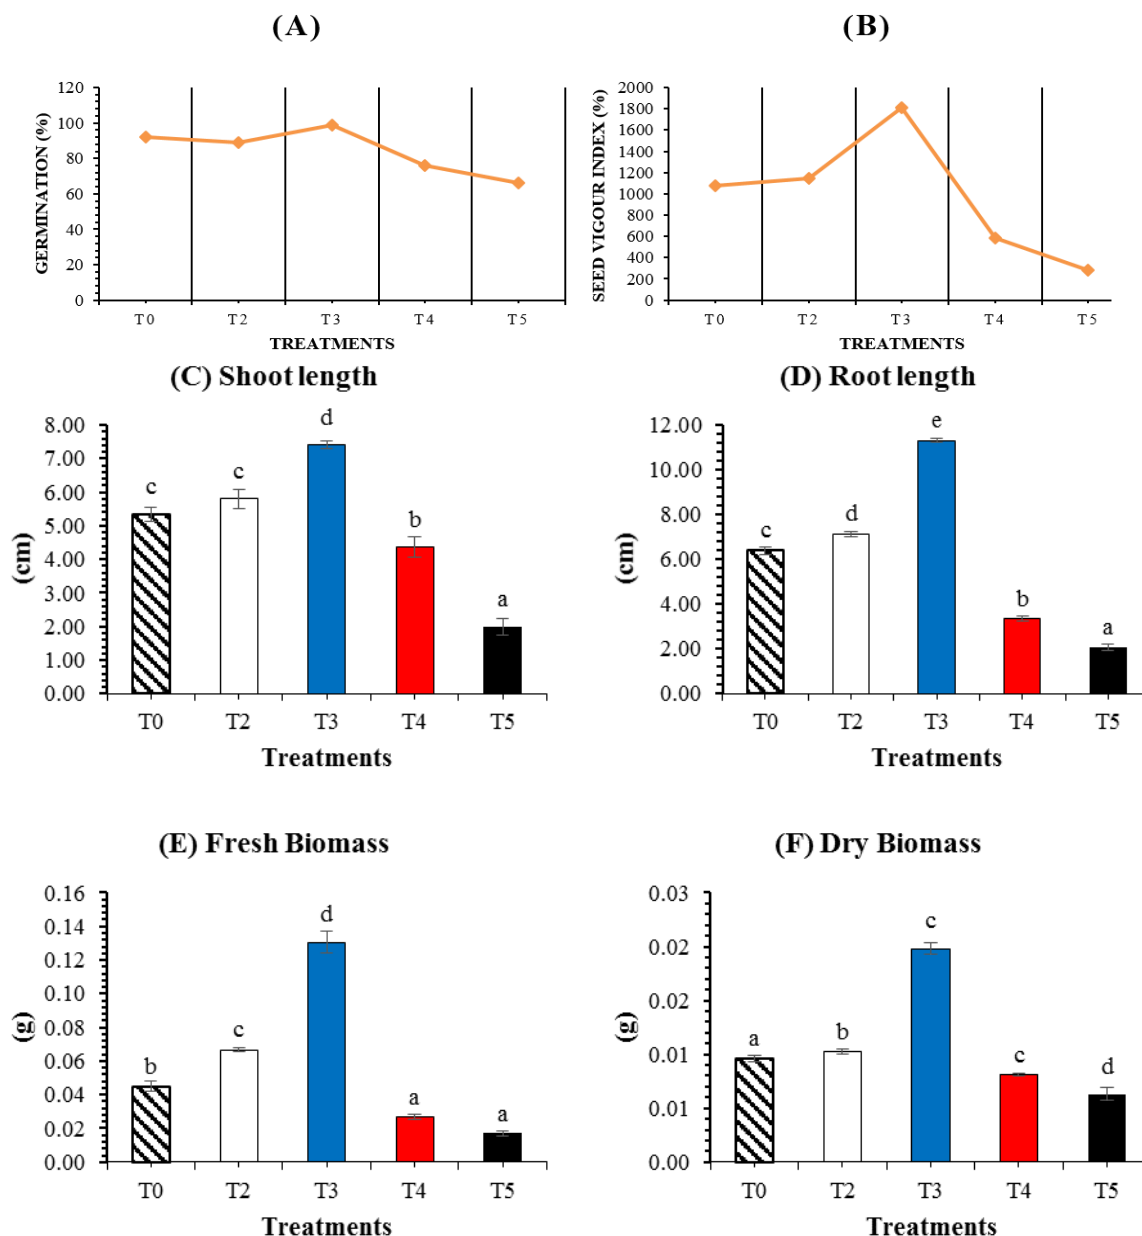 (A)
(B)
120
100
80
60
40
20
0
GERMINATION (%)
T0 T2 T3 T4 T5
TREATMENTS
2000
1800
1600
1400
1200
1000
800
600
400
200
0
SEED VIGOUR INDEX (%)
T0 T2 T3 T4 T5
TREATMENTS
(C) Shoot length
8.00
7.00
6.00
5.00
4.00
3.00
2.00
1.00
0.00
(cm)
c c d b a
T0 T2 T3 T4 T5
Treatments
(D) Root length
12.00
10.00
8.00
6.00
4.00
2.00
0.00
(cm)
c d e b a
T0 T2 T3 T4 T5
Treatments
(E) Fresh Biomass
0.16
0.14
0.12
0.10
0.08
0.06
0.04
0.02
0.00
(g)
b c d a a
T0 T2 T3 T4 T5
Treatments
(F) Dry Biomass
0.03
0.02
0.02
0.01
0.01
0.00
(g)
a b c c d
T0 T2 T3 T4 T5
Treatments